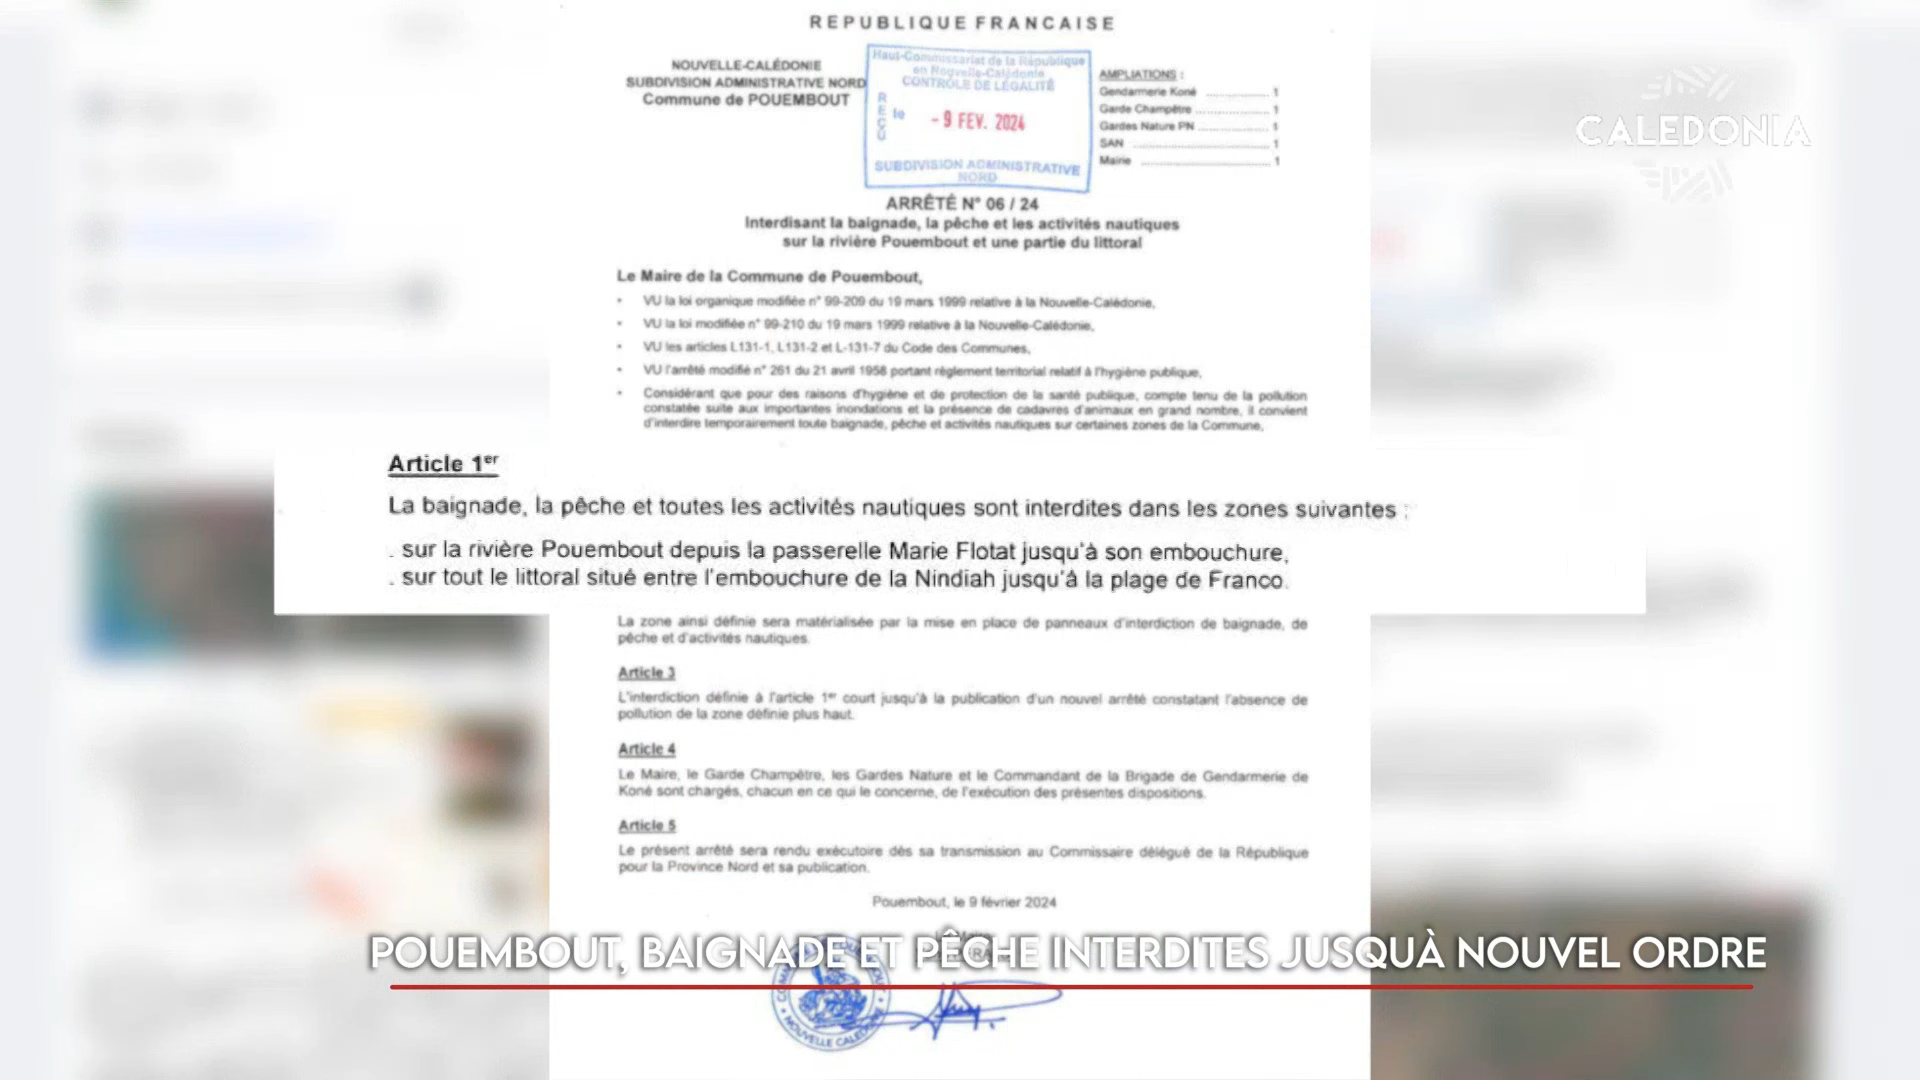 REPUBLIQUE FRANCAISE
NOUVELLE-CALÉDONIE
SUBDIVISION ADMINISTRATIVE NORD
Commune de POUEMBOUT
Haut-Commissariat de la République
en Nouvelle-Calédonie
CONTROLE DE LÉGALITÉ
REÇU
le
- 9 FEV. 2024
SUBDIVISION ADMINISTRATIVE
NORD
AMPLIATIONS :
Gendarmerie Koné .................... 1
Garde Champêtre .................... 1
Gardes Nature PN .................... 1
SAN .................... 1
Mairie .................... 1
CALEDONIA
ARRÊTÉ N° 06 / 24
Interdisant la baignade, la pêche et les activités nautiques
sur la rivière Pouembout et une partie du littoral
Le Maire de la Commune de Pouembout,
• VU la loi organique modifiée n° 99-209 du 19 mars 1999 relative à la Nouvelle-Calédonie,
• VU la loi modifiée n° 99-210 du 19 mars 1999 relative à la Nouvelle-Calédonie,
• VU les articles L131-1, L131-2 et L-131-7 du Code des Communes,
• VU l'arrêté modifié n° 261 du 21 avril 1958 portant règlement territorial relatif à l'hygiène publique,
• Considérant que pour des raisons d'hygiène et de protection de la santé publique, compte tenu de la pollution
constatée suite aux importantes inondations et la présence de cadavres d'animaux en grand nombre, il convient
d'interdire temporairement toute baignade, pêche et activités nautiques sur certaines zones de la Commune,
Article 1er
La baignade, la pêche et toutes les activités nautiques sont interdites dans les zones suivantes :
. sur la rivière Pouembout depuis la passerelle Marie Flotat jusqu'à son embouchure,
. sur tout le littoral situé entre l'embouchure de la Nindiah jusqu'à la plage de Franco.
La zone ainsi définie sera matérialisée par la mise en place de panneaux d'interdiction de baignade, de
pêche et d'activités nautiques.
Article 3
L'interdiction définie à l'article 1er court jusqu'à la publication d'un nouvel arrêté constatant l'absence de
pollution de la zone définie plus haut.
Article 4
Le Maire, le Garde Champêtre, les Gardes Nature et le Commandant de la Brigade de Gendarmerie de
Koné sont chargés, chacun en ce qui le concerne, de l'exécution des présentes dispositions.
Article 5
Le présent arrêté sera rendu exécutoire dès sa transmission au Commissaire délégué de la République
pour la Province Nord et sa publication.
Pouembout, le 9 février 2024
POUEMBOUT, BAIGNADE ET PÊCHE INTERDITES JUSQUÀ NOUVEL ORDRE